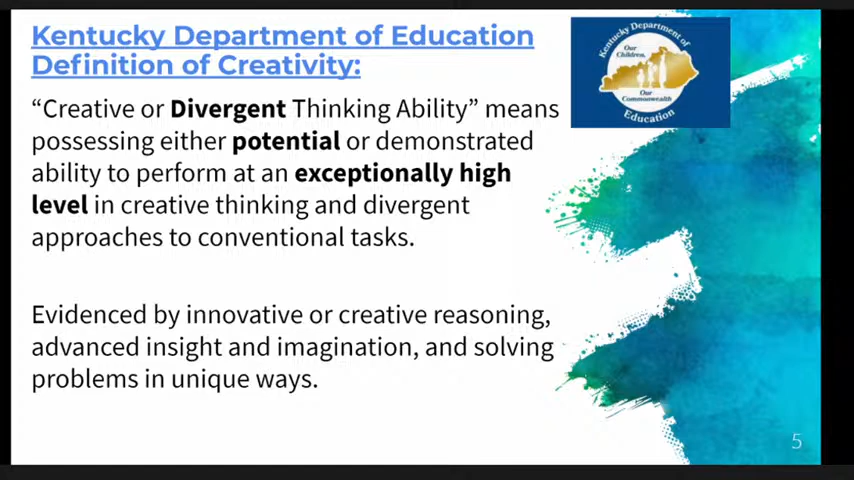 Kentucky Department of Education
Definition of Creativity:
“Creative or Divergent Thinking Ability” means
possessing either potential or demonstrated
ability to perform at an exceptionally high
level in creative thinking and divergent
approaches to conventional tasks.
Evidenced by innovative or creative reasoning,
advanced insight and imagination, and solving
problems in unique ways.
Kentucky Department of
Our
Children,
Our
Commonwealth
Education
5